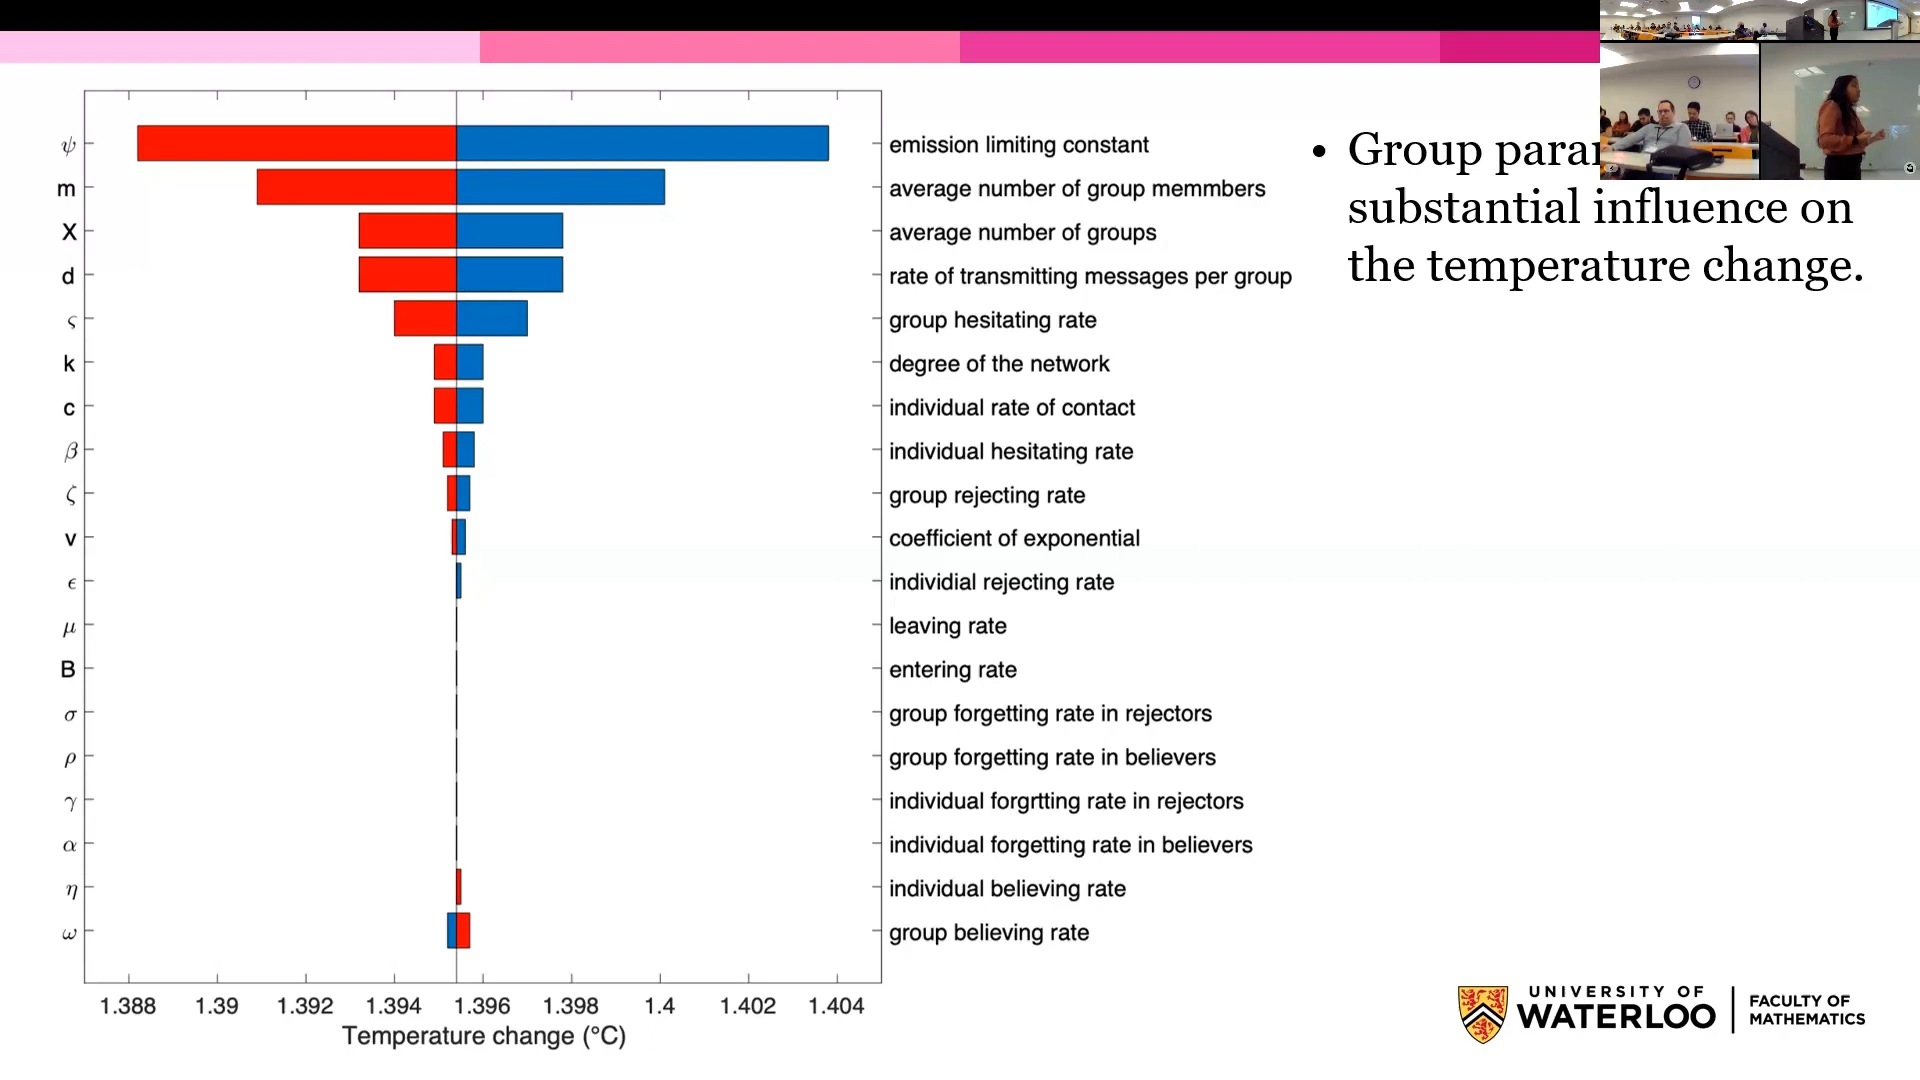 ψ emission limiting constant
m average number of group memmbers
X average number of groups
d rate of transmitting messages per group
ς group hesitating rate
k degree of the network
c individual rate of contact
β individual hesitating rate
ζ group rejecting rate
v coefficient of exponential
ϵ individial rejecting rate
μ leaving rate
B entering rate
σ group forgetting rate in rejectors
ρ group forgetting rate in believers
γ individual forgrtting rate in rejectors
α individual forgetting rate in believers
η individual believing rate
ω group believing rate
1.388 1.39 1.392 1.394 1.396 1.398 1.4 1.402 1.404
Temperature change (°C)
• Group
substantial influence on
the temperature change.
UNIVERSITY OF
WATERLOO
FACULTY OF
MATHEMATICS